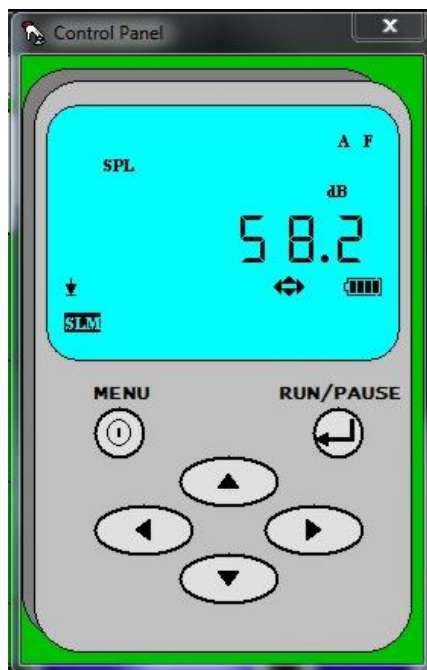 Control Panel
x
A F
SPL
dB
58.2
SLM
MENU RUN/PAUSE